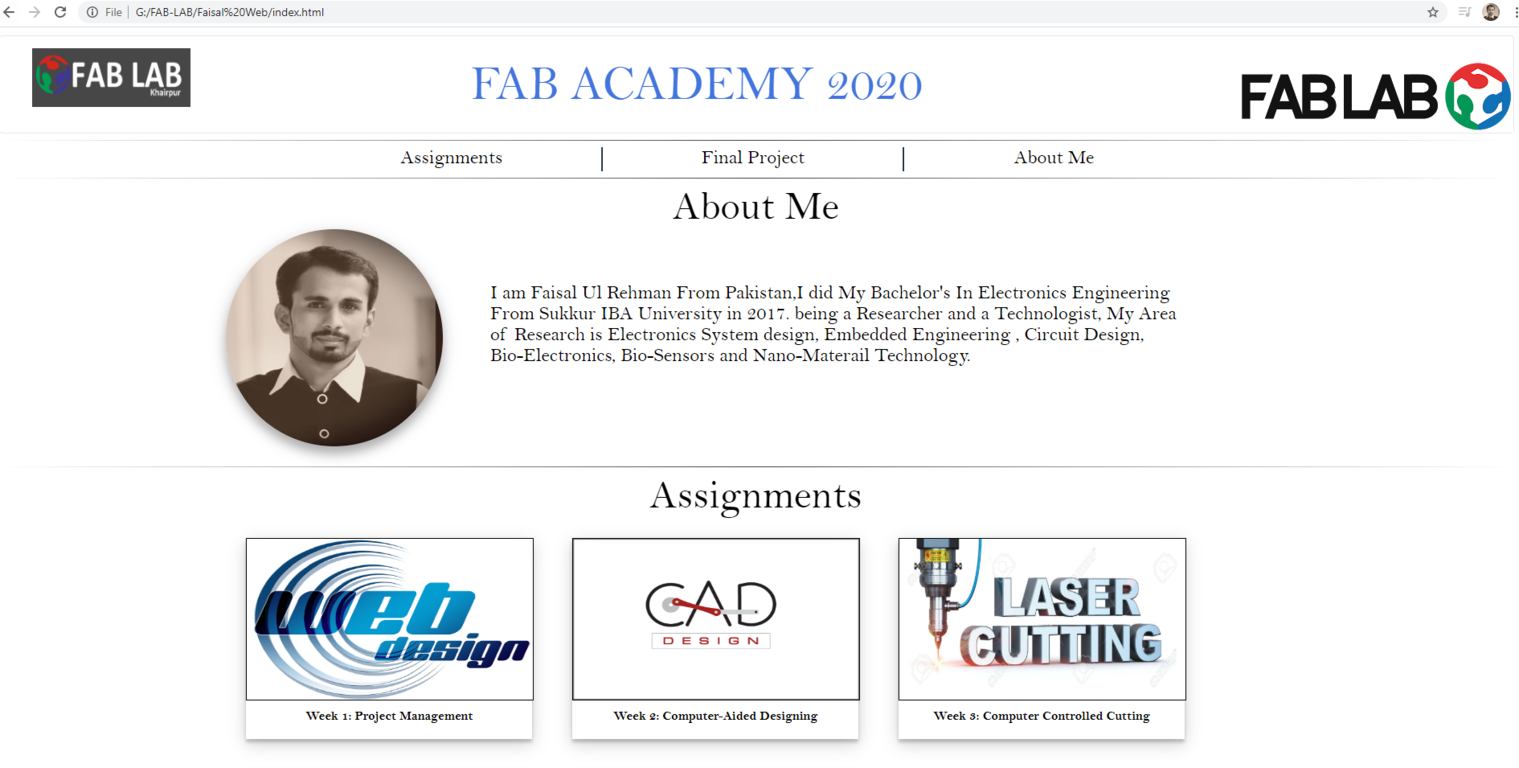 File
G:/FAB-LAB/Faisal%20Web/index.html
FAB LAB
Khairpur
FAB ACADEMY 2020
FAB LAB
Assignments
Final Project
About Me
About Me
I am Faisal Ul Rehman From Pakistan,I did My Bachelor's In Electronics Engineering
From Sukkur IBA University in 2017. being a Researcher and a Technologist, My Area
of Research is Electronics System design, Embedded Engineering , Circuit Design,
Bio-Electronics, Bio-Sensors and Nano-Materail Technology.
Assignments
Web
design
CAD
DESIGN
LASER
CUTTING
Week 1: Project Management
Week 2: Computer-Aided Designing
Week 3: Computer Controlled Cutting